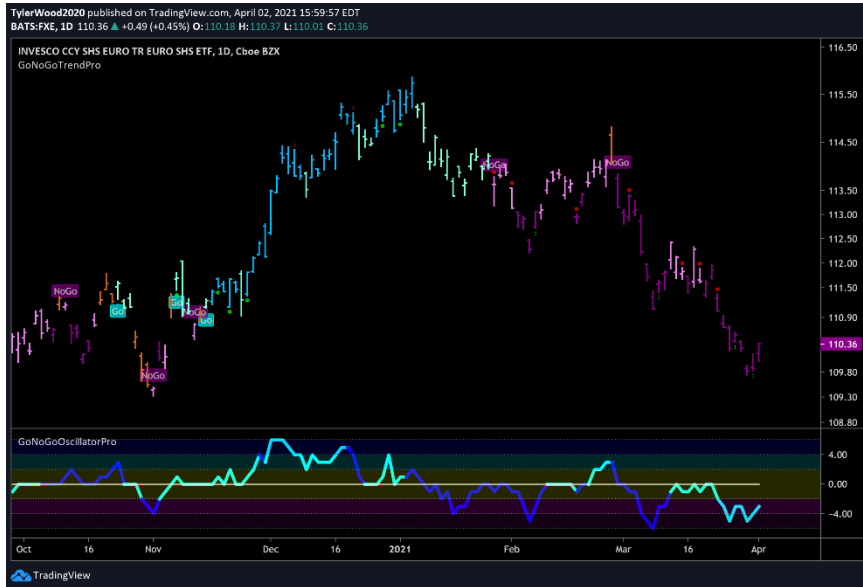 TylerWood2020 published on TradingView.com, April 02, 2021 15:59:57 EDT
BATS:FXE, 1D 110.36 ▲ +0.49 (+0.45%) O:110.18 H:110.37 L:110.01 C:110.36
INVESCO CCY SHS EURO TR EURO SHS ETF, 1D, Cboe BZX
GoNoGoTrendPro
116.50
115.50
114.50
NoGo
NoGo
113.50
113.00
112.50
112.00
NoGo
111.50
Go
Go
NoGo
Go
110.90
110.36
NoGo
109.80
109.30
108.80
GoNoGoOscillatorPro
4.00
0.00
−4.00
Oct 16 Nov Dec 16 2021 Feb Mar 16 Apr
TradingView